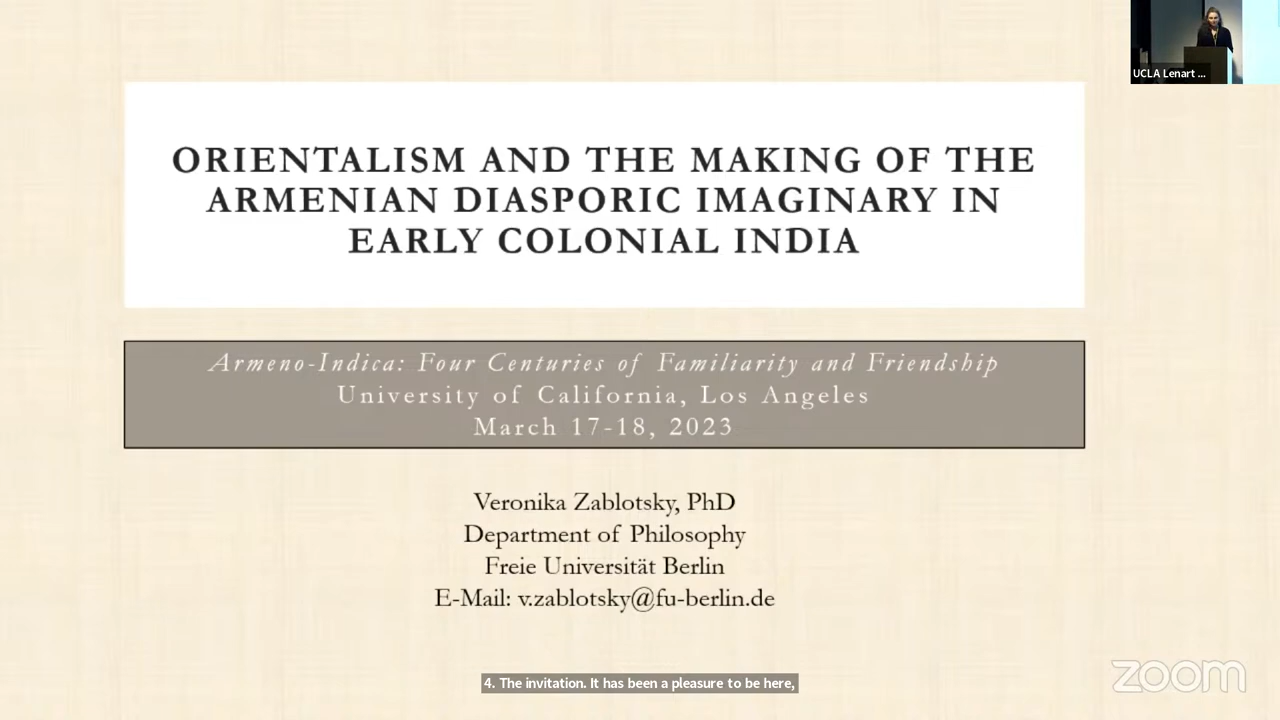 UCLA Lenart ...
ORIENTALISM AND THE MAKING OF THE
ARMENIAN DIASPORIC IMAGINARY IN
EARLY COLONIAL INDIA
Armeno-Indica: Four Centuries of Familiarity and Friendship
University of California, Los Angeles
March 17-18, 2023
Veronika Zablotsky, PhD
Department of Philosophy
Freie Universität Berlin
E-Mail: v.zablotsky@fu-berlin.de
4. The invitation. It has been a pleasure to be here,
zoom